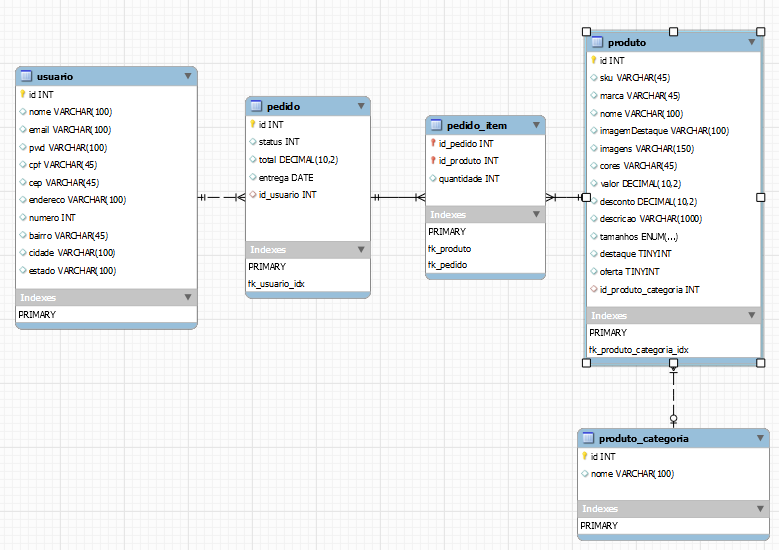 usuario
id INT
nome VARCHAR(100)
email VARCHAR(100)
pwd VARCHAR(100)
cpf VARCHAR(45)
cep VARCHAR(45)
endereco VARCHAR(100)
numero INT
bairro VARCHAR(45)
cidade VARCHAR(100)
estado VARCHAR(100)
Indexes
PRIMARY
pedido
id INT
status INT
total DECIMAL(10,2)
entrega DATE
id_usuario INT
Indexes
PRIMARY
fk_usuario_idx
pedido_item
id_pedido INT
id_produto INT
quantidade INT
Indexes
PRIMARY
fk_produto
fk_pedido
produto
id INT
sku VARCHAR(45)
marca VARCHAR(45)
nome VARCHAR(100)
imagemDestaque VARCHAR(100)
imagens VARCHAR(150)
cores VARCHAR(45)
valor DECIMAL(10,2)
desconto DECIMAL(10,2)
descricao VARCHAR(1000)
tamanhos ENUM(...)
destaque TINYINT
oferta TINYINT
id_produto_categoria INT
Indexes
PRIMARY
fk_produto_categoria_idx
produto_categoria
id INT
nome VARCHAR(100)
Indexes
PRIMARY